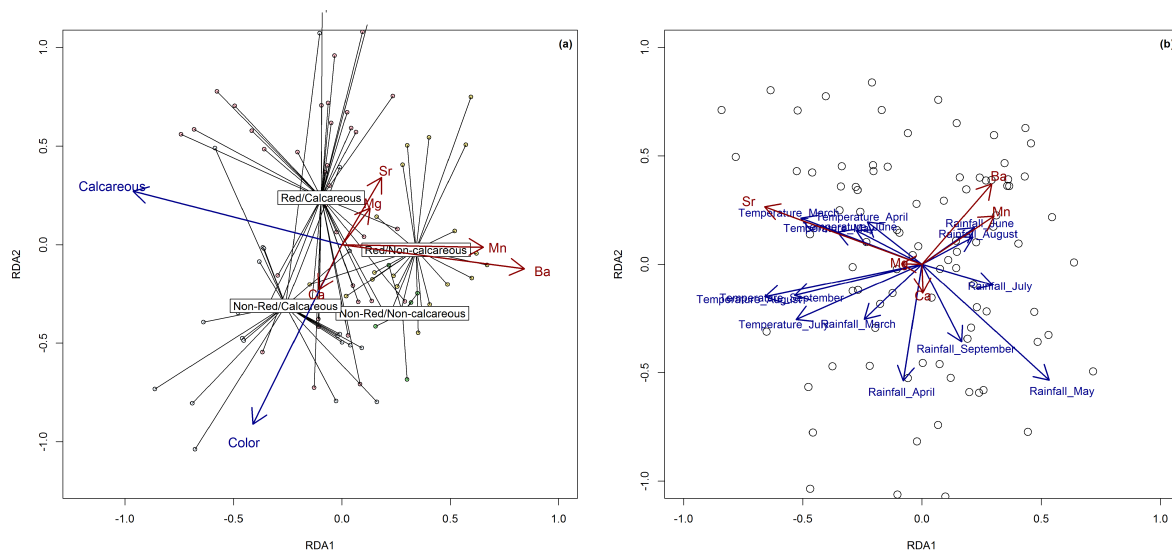 (a)
1.0
0.5
0.0
-0.5
-1.0
RDA2
Sr
Calcareous
Mg
Red/Calcareous
Mn
Red/Non-calcareous
Ba
Ca
Non-Red/Calcareous
Non-Red/Non-calcareous
Color
-1.0 -0.5 0.0 0.5 1.0
RDA1
(b)
1.0
0.5
0.0
-0.5
-1.0
RDA2
Ba
Sr
Temperature_March
Mn
Temperature_April
Rainfall_June
Temperature_May
Temperature_June
Rainfall_August
Mg
Rainfall_July
Ca
Temperature_September
Temperature_August
Temperature_July
Rainfall_March
Rainfall_September
Rainfall_April
Rainfall_May
-1.0 -0.5 0.0 0.5 1.0
RDA1